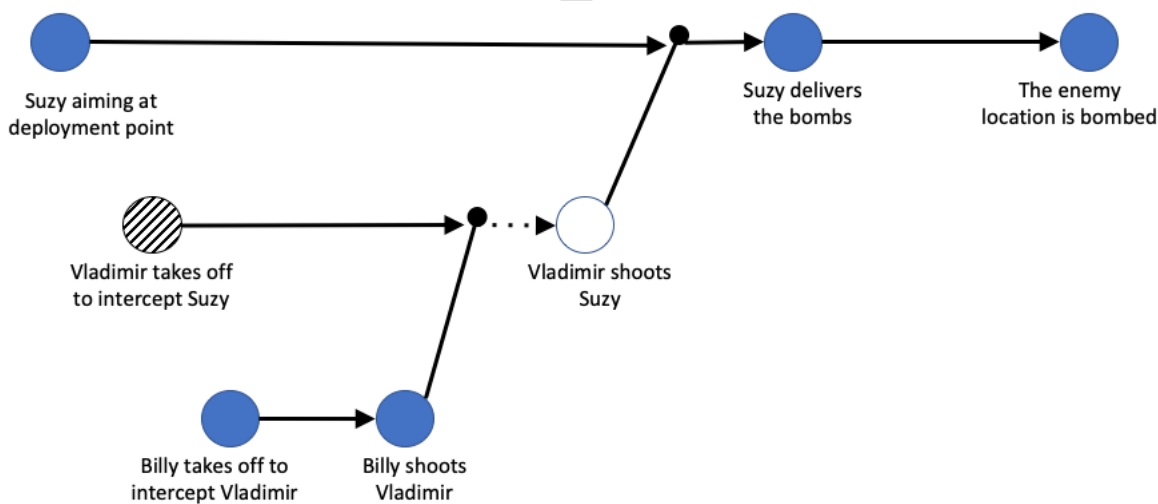 Suzy aiming at
deployment point
Suzy delivers
the bombs
The enemy
location is bombed
Vladimir takes off
to intercept Suzy
Vladimir shoots
Suzy
Billy takes off to
intercept Vladimir
Billy shoots
Vladimir